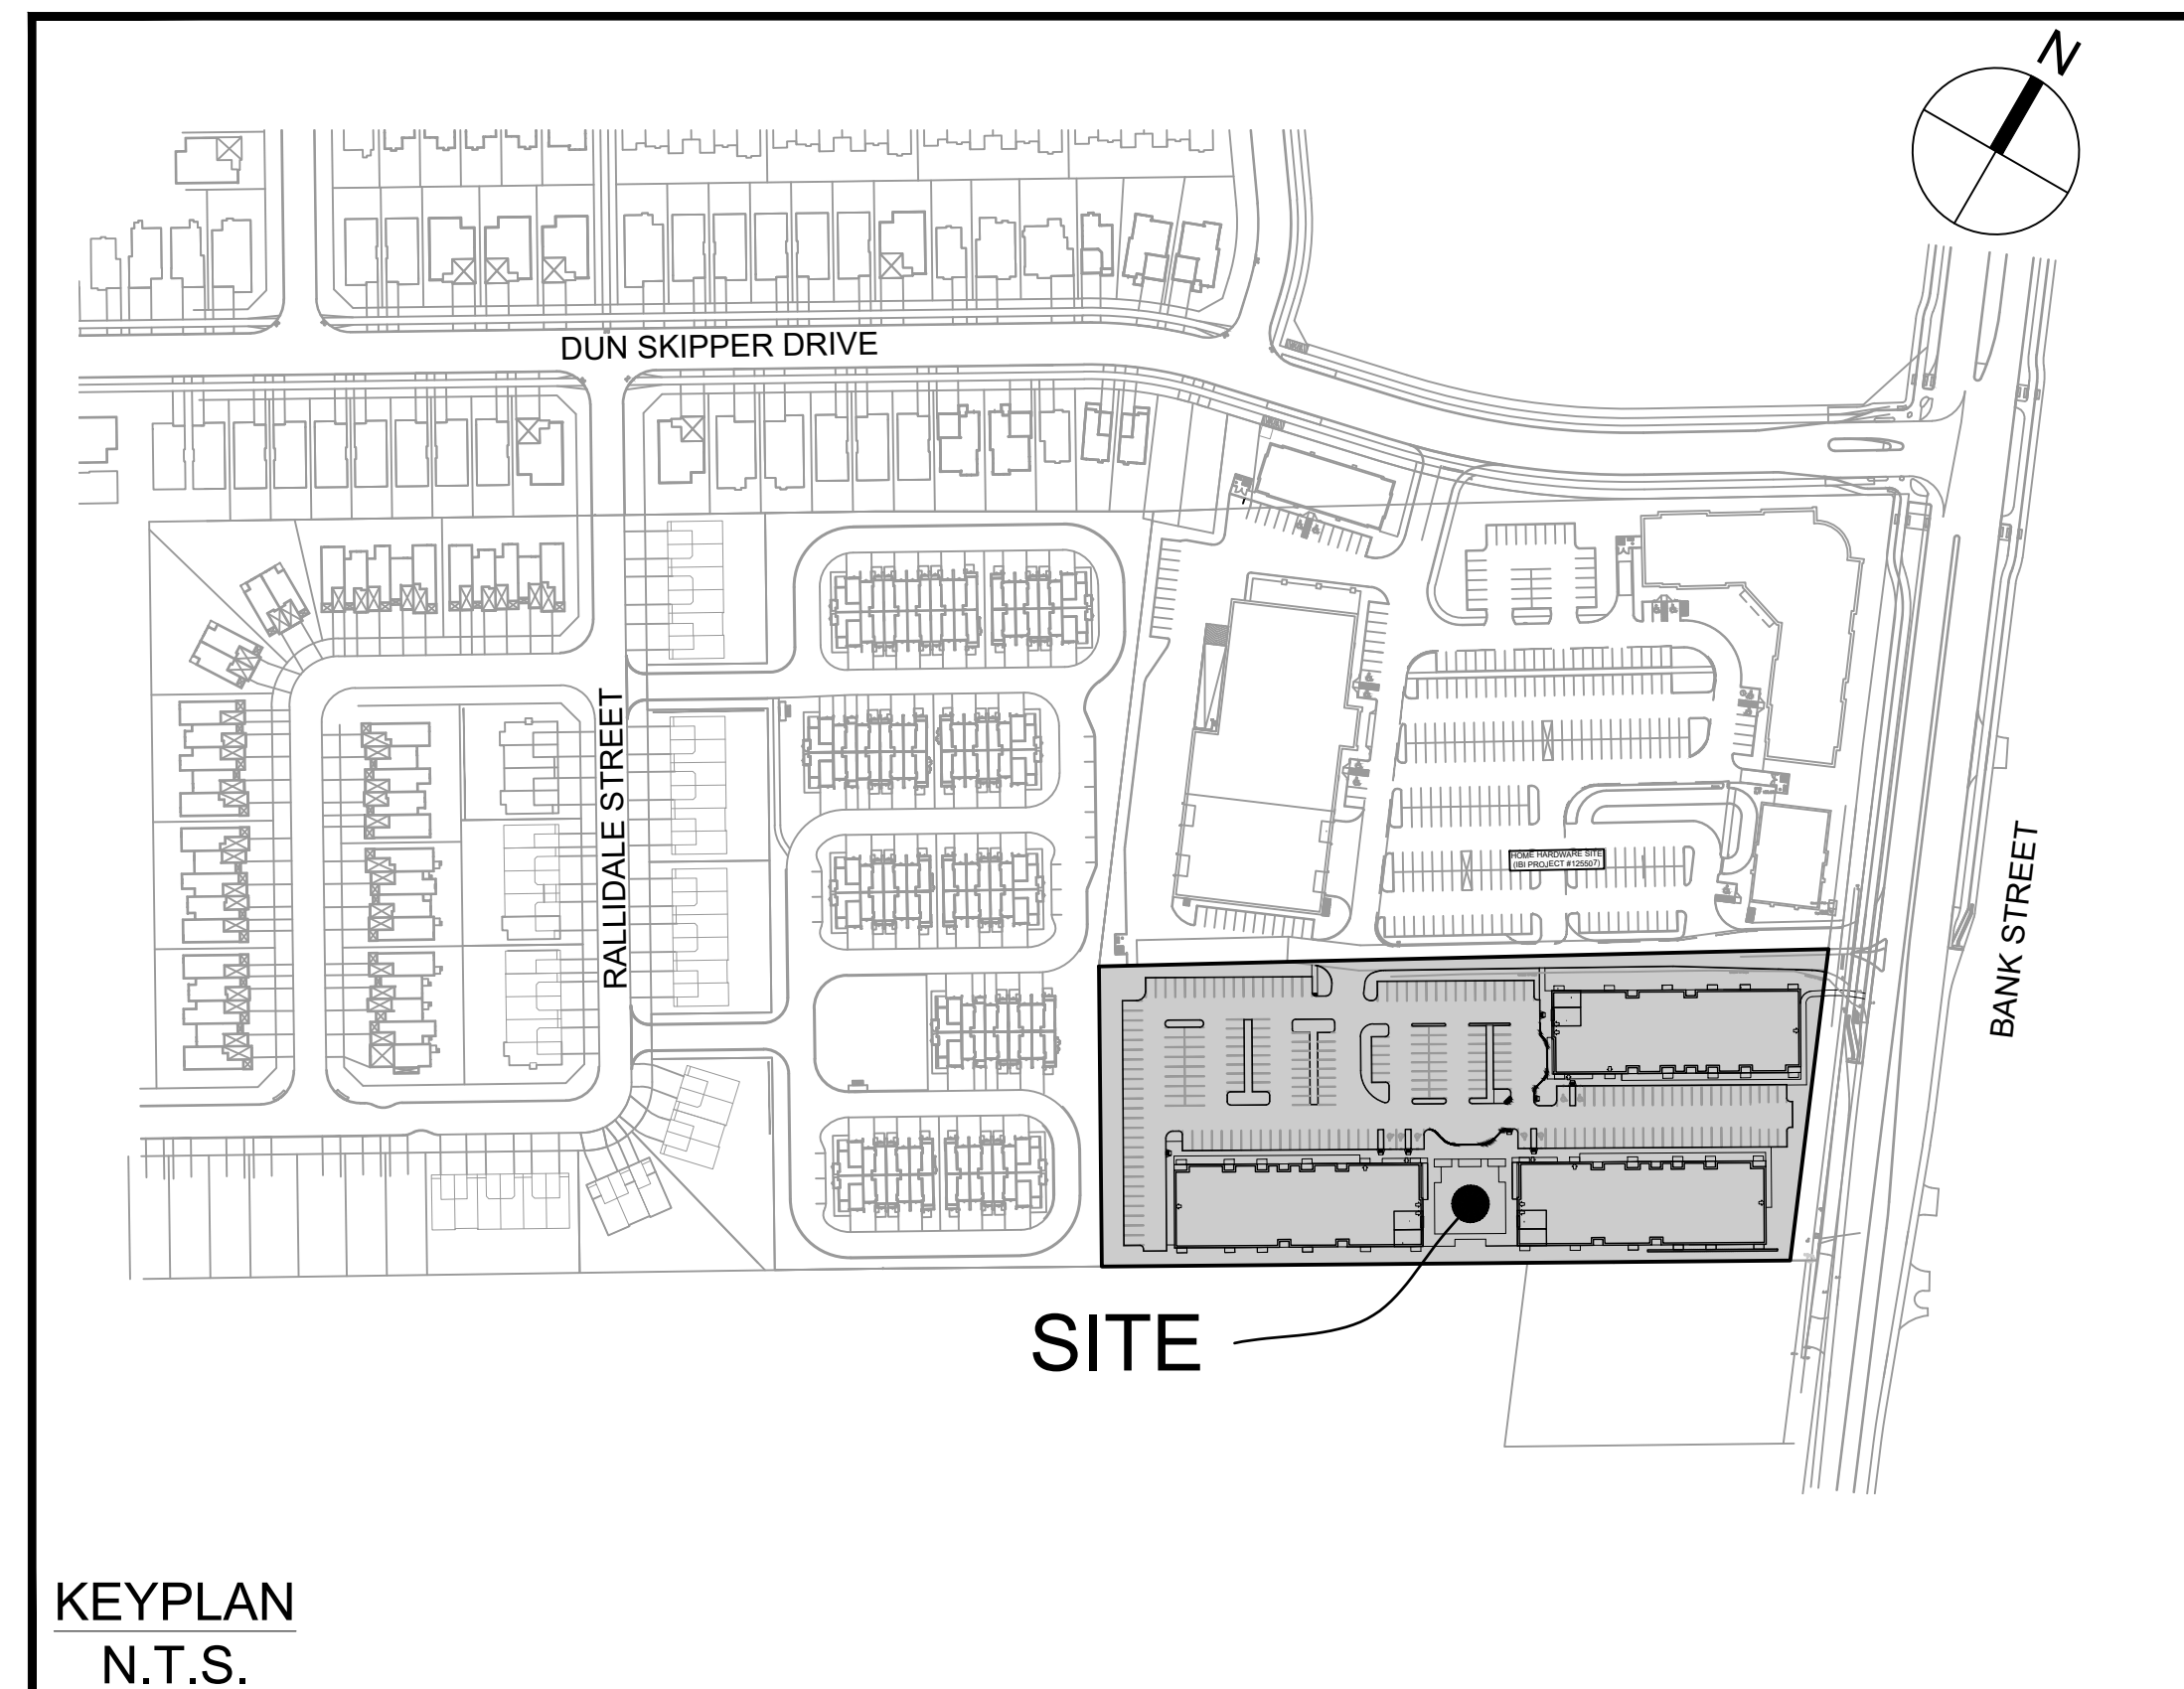 N
DUN SKIPPER DRIVE
RALLIDALE STREET
BANK STREET
HOME HARDWARE SITE
(IBI PROJECT #125507)
SITE
KEYPLAN
N.T.S.